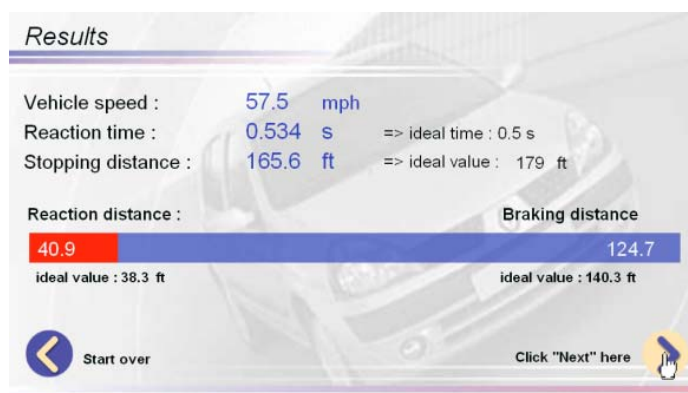 Results
Vehicle speed : 57.5 mph
Reaction time : 0.534 s => ideal time : 0.5 s
Stopping distance : 165.6 ft => ideal value : 179 ft
Reaction distance : Braking distance
40.9 124.7
ideal value : 38.3 ft ideal value : 140.3 ft
Start over Click "Next" here